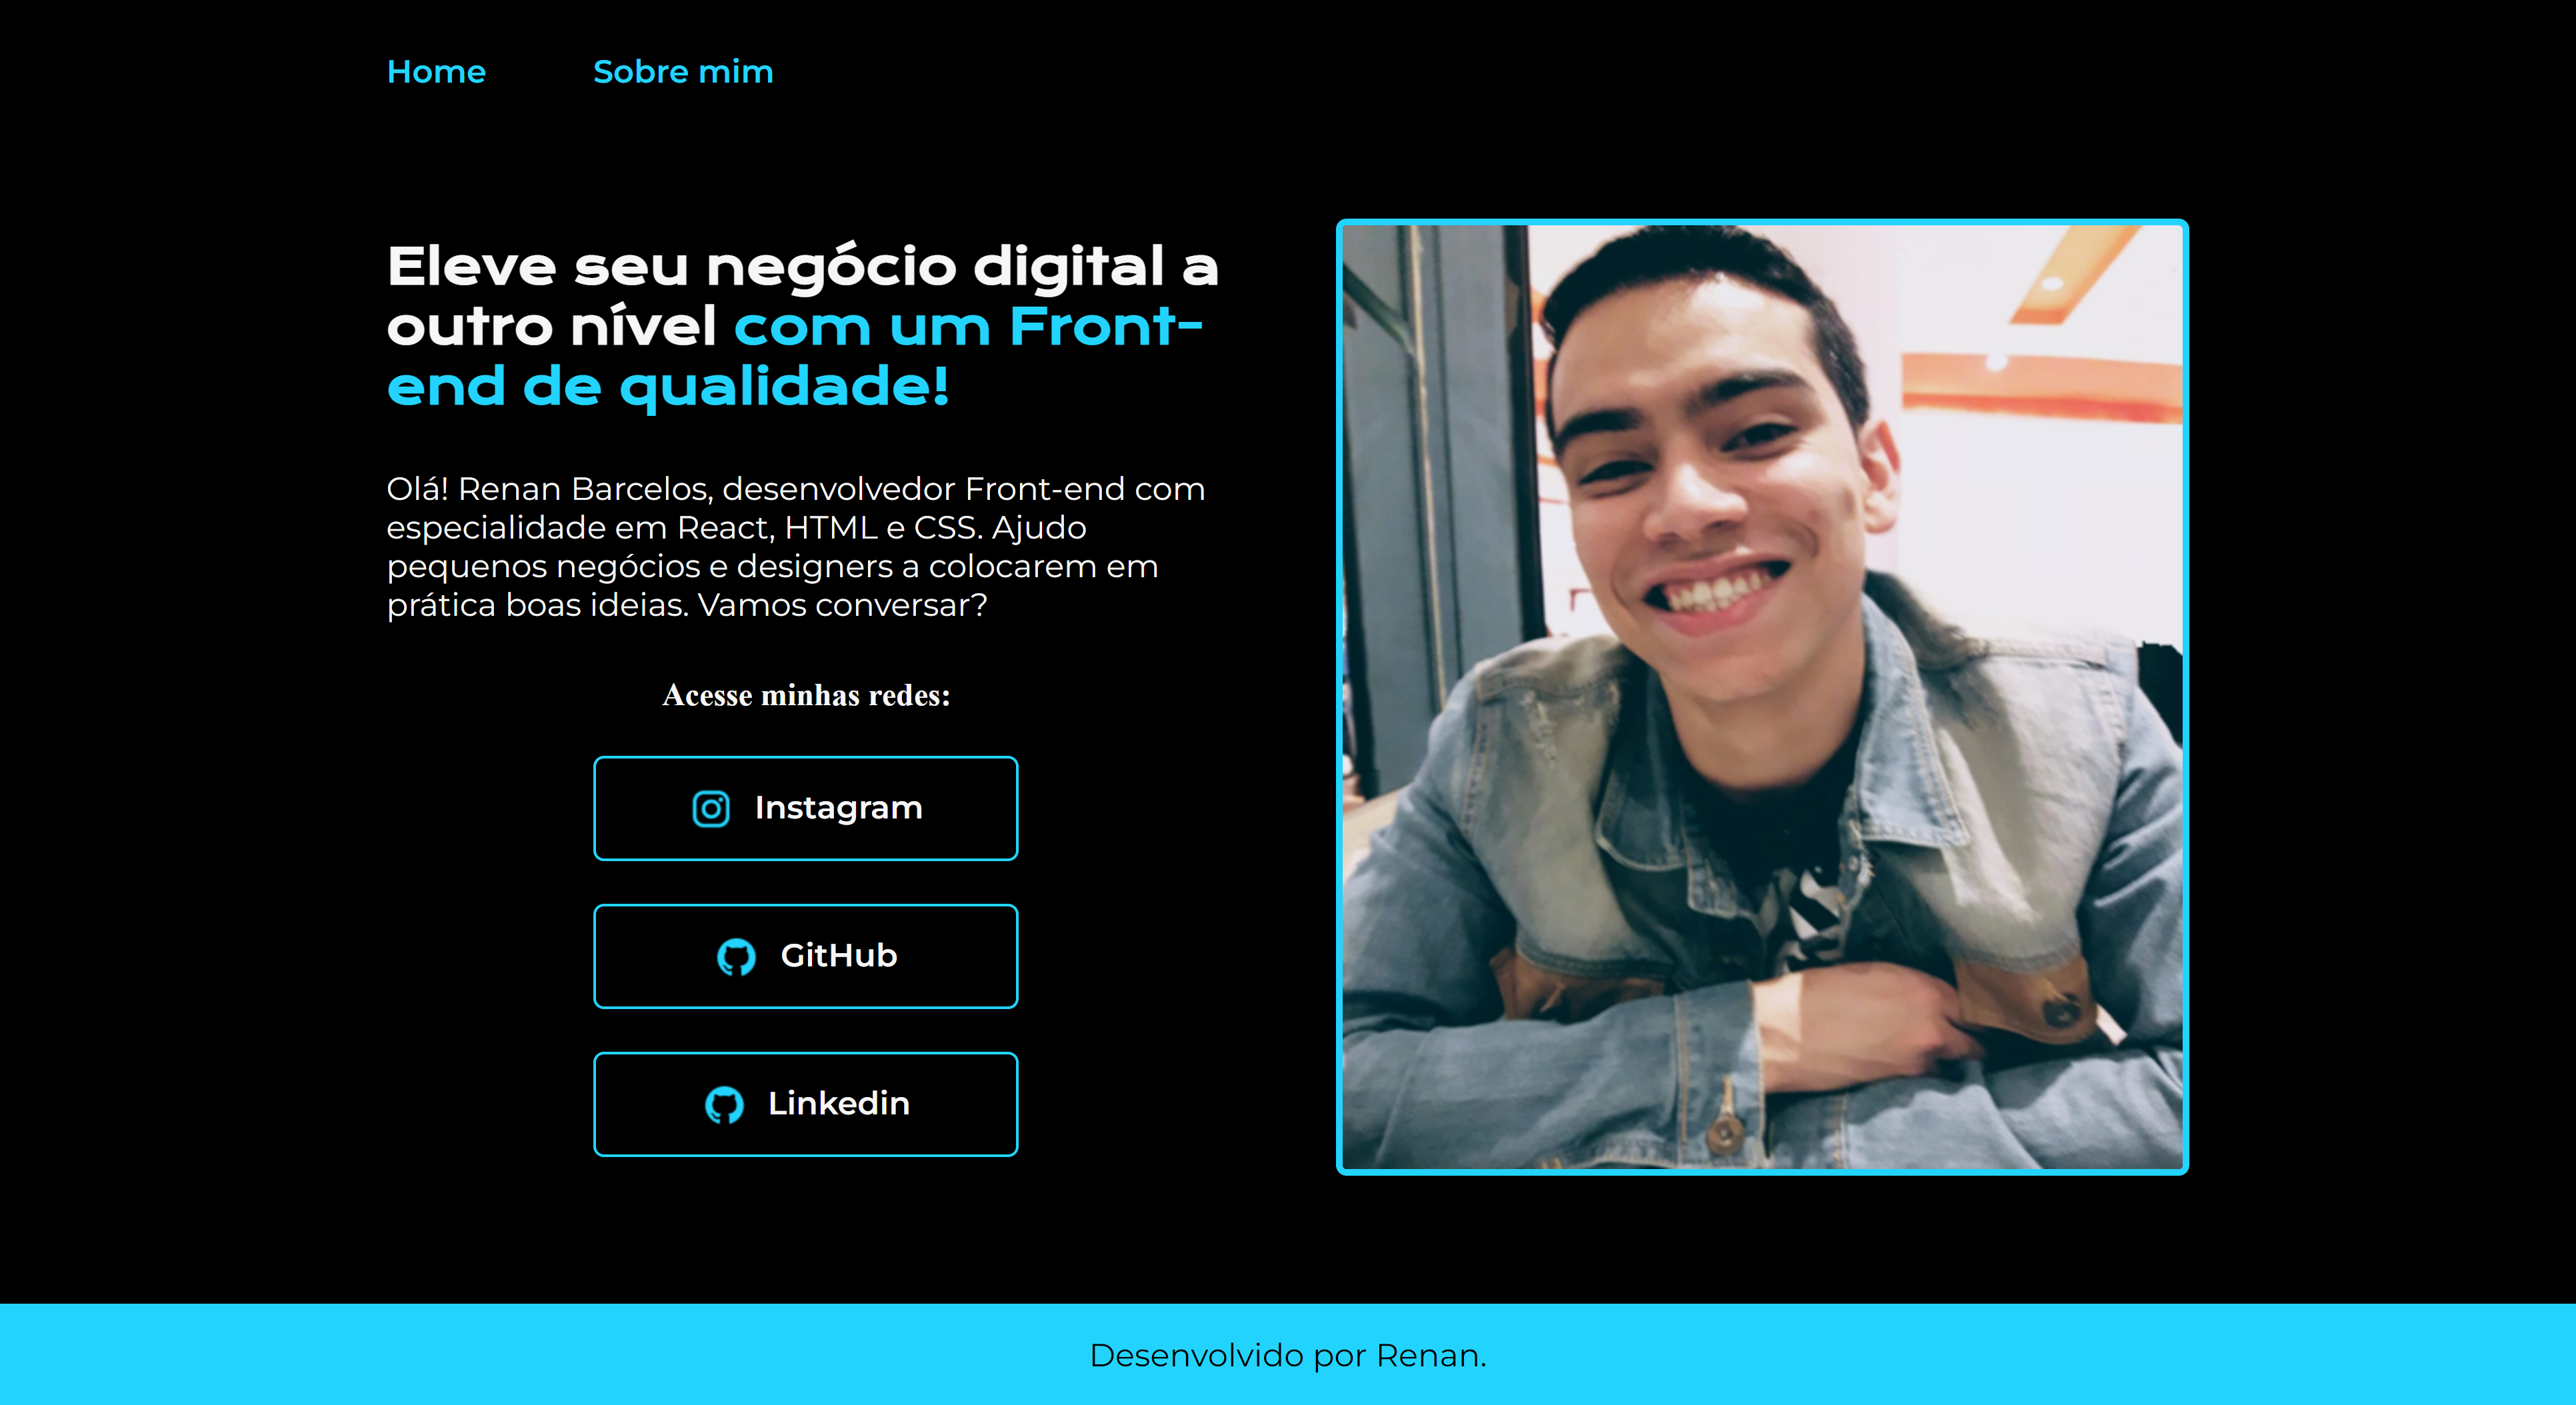 Home
Sobre mim
Eleve seu negócio digital a
outro nível com um Front-
end de qualidade!
Olá! Renan Barcelos, desenvolvedor Front-end com
especialidade em React, HTML e CSS. Ajudo
pequenos negócios e designers a colocarem em
prática boas ideias. Vamos conversar?
Acesse minhas redes:
Instagram
GitHub
Linkedin
Desenvolvido por Renan.